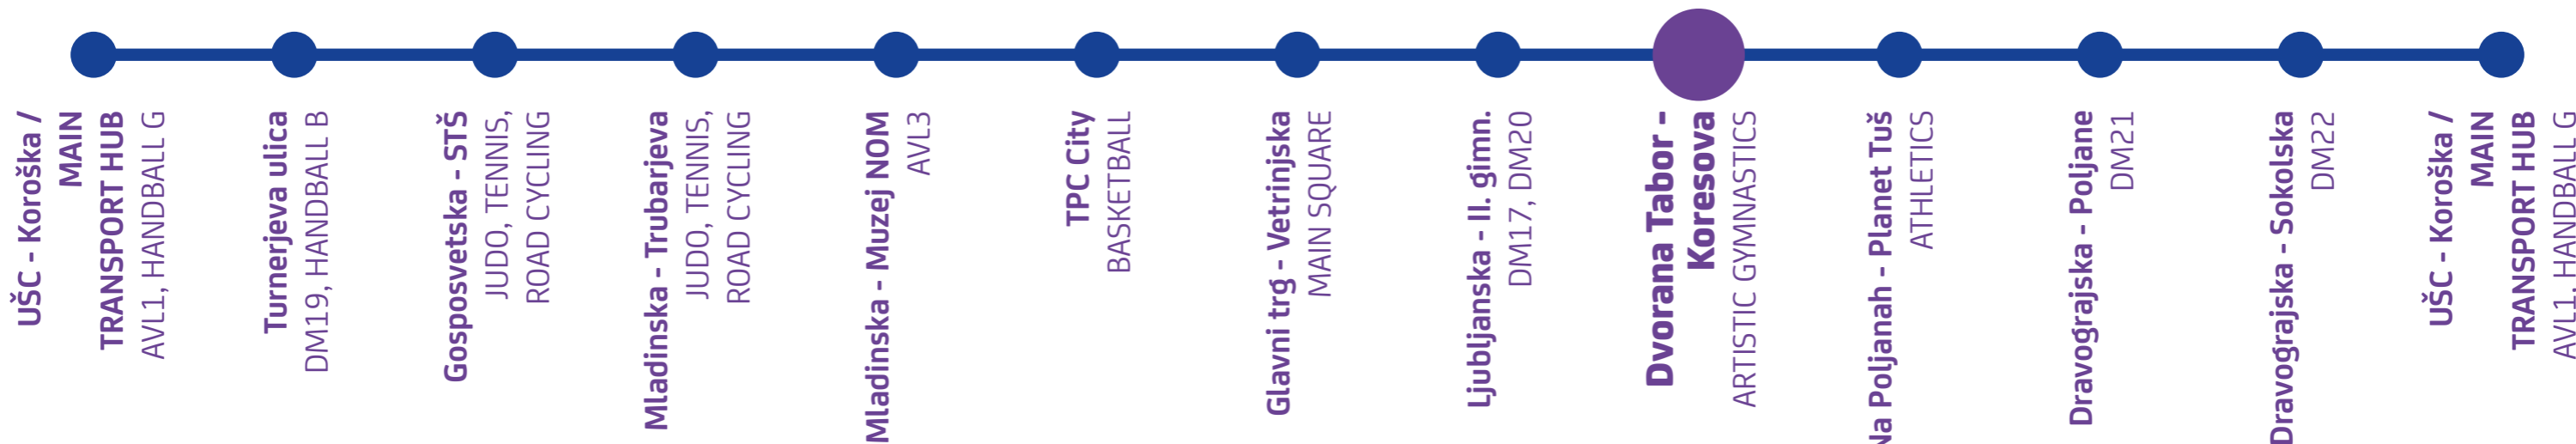 UŠC - Koroška /
MAIN
TRANSPORT HUB
AVL1, HANDBALL G
Turnerjeva ulica
DM19, HANDBALL B
Gosposvetska - STŠ
JUDO, TENNIS,
ROAD CYCLING
Mladinska - Trubarjeva
JUDO, TENNIS,
ROAD CYCLING
Mladinska - Muzej NOM
AVL3
TPC City
BASKETBALL
Glavni trg - Vetrinjska
MAIN SQUARE
Ljubljanska - II. gimn.
DM17, DM20
Dvorana Tabor -
Koresova
ARTISTIC GYMNASTICS
Na Poljanah - Planet Tuš
ATHLETICS
Dravograjska - Poljane
DM21
Dravograjska - Sokolska
DM22
UŠC - Koroška /
MAIN
TRANSPORT HUB
AVL1, HANDBALL G